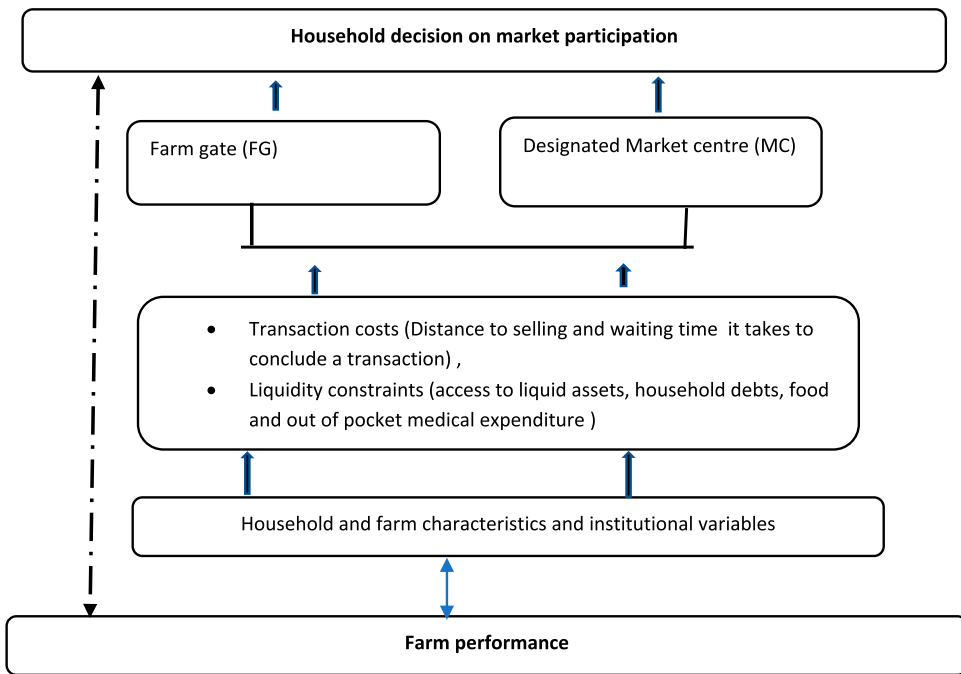 Household decision on market participation
Farm gate (FG)
Designated Market centre (MC)
• Transaction costs (Distance to selling and waiting time it takes to
conclude a transaction) ,
• Liquidity constraints (access to liquid assets, household debts, food
and out of pocket medical expenditure )
Household and farm characteristics and institutional variables
Farm performance